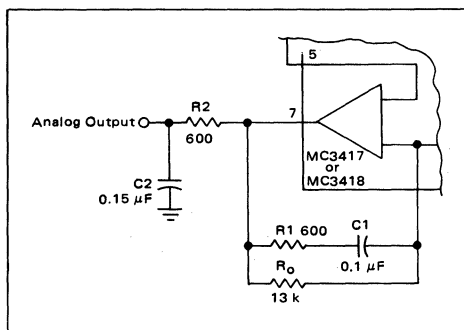 5
R2
7
Analog Output
600
MC3417
or
MC3418
C2
0.15 µF
R1 600
C1
0.1 µF
Ro
13 k